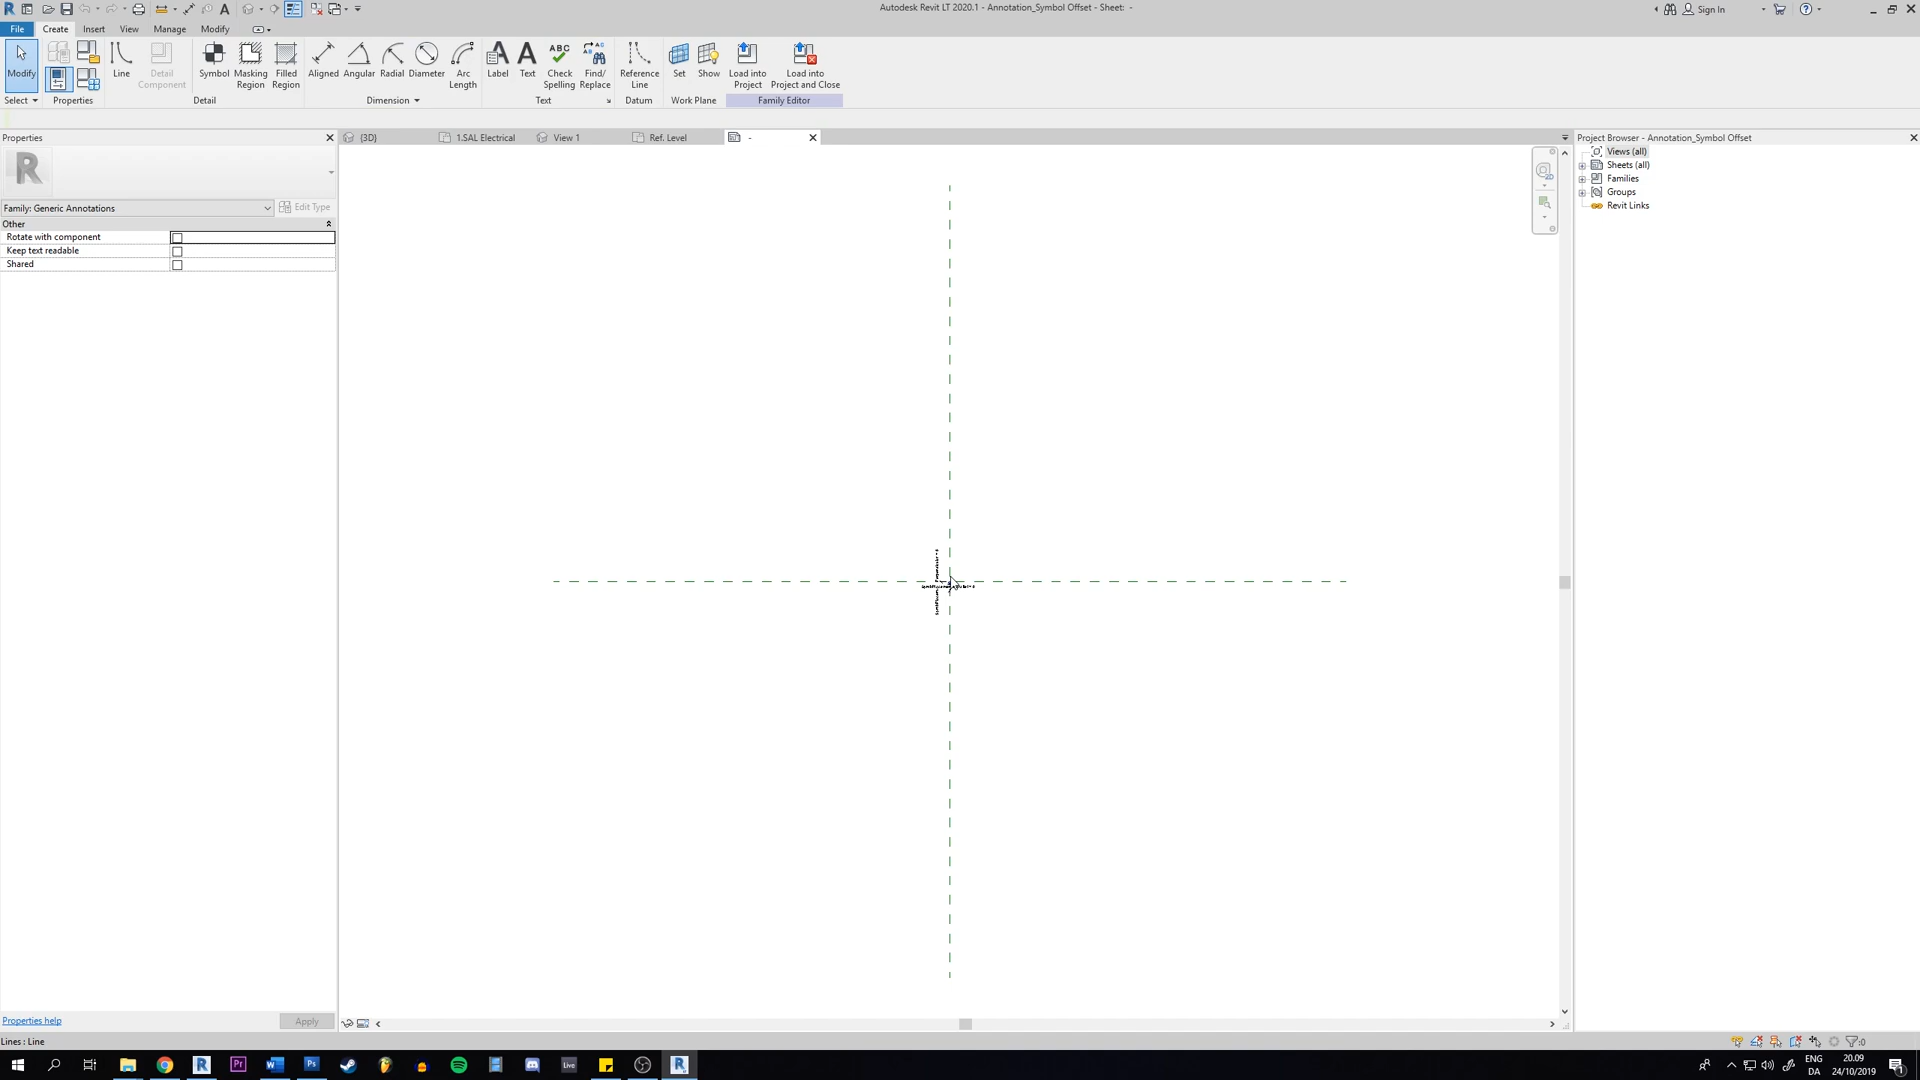 Autodesk Revit LT 2020.1 - Annotation_Symbol Offset - Sheet: -
Sign In
File Create Insert View Manage Modify
Modify
Line
Detail Component
Symbol
Masking Region
Filled Region
Aligned
Angular
Radial
Diameter
Arc Length
Label
Text
ABC
Check Spelling
Find/ Replace
Reference Line
Set
Show
Load into Project
Load into Project and Close
Select
Properties
Detail
Dimension
Text
Datum
Work Plane
Family Editor
Properties
{3D}
1.SAL Electrical
View 1
Ref. Level
-
Project Browser - Annotation_Symbol Offset
Views (all)
Sheets (all)
Families
Groups
Revit Links
Family: Generic Annotations
Edit Type
Other
Rotate with component
Keep text readable
Shared
Properties help
Apply
Lines : Line
:0
Live
ENG
DA
20.09
24/10/2019